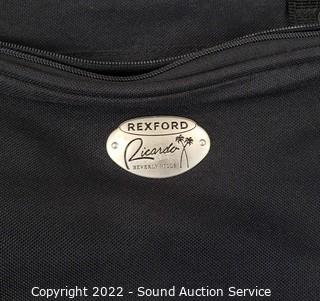 REXFORD
Ricardo
BEVERLY HILLS
Copyright 2022 - Sound Auction Service